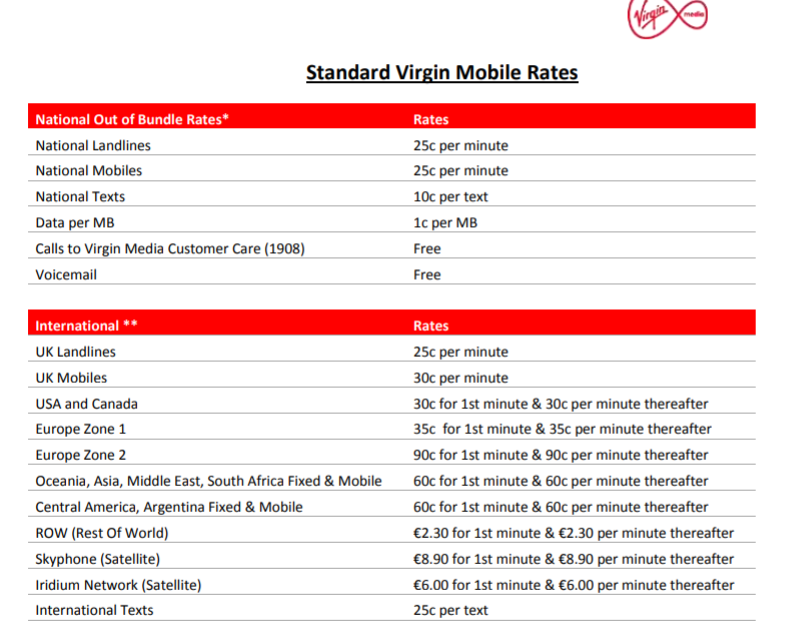 Virgin media
Standard Virgin Mobile Rates
National Out of Bundle Rates* Rates
National Landlines 25c per minute
National Mobiles 25c per minute
National Texts 10c per text
Data per MB 1c per MB
Calls to Virgin Media Customer Care (1908) Free
Voicemail Free
International ** Rates
UK Landlines 25c per minute
UK Mobiles 30c per minute
USA and Canada 30c for 1st minute & 30c per minute thereafter
Europe Zone 1 35c for 1st minute & 35c per minute thereafter
Europe Zone 2 90c for 1st minute & 90c per minute thereafter
Oceania, Asia, Middle East, South Africa Fixed & Mobile 60c for 1st minute & 60c per minute thereafter
Central America, Argentina Fixed & Mobile 60c for 1st minute & 60c per minute thereafter
ROW (Rest Of World) €2.30 for 1st minute & €2.30 per minute thereafter
Skyphone (Satellite) €8.90 for 1st minute & €8.90 per minute thereafter
Iridium Network (Satellite) €6.00 for 1st minute & €6.00 per minute thereafter
International Texts 25c per text